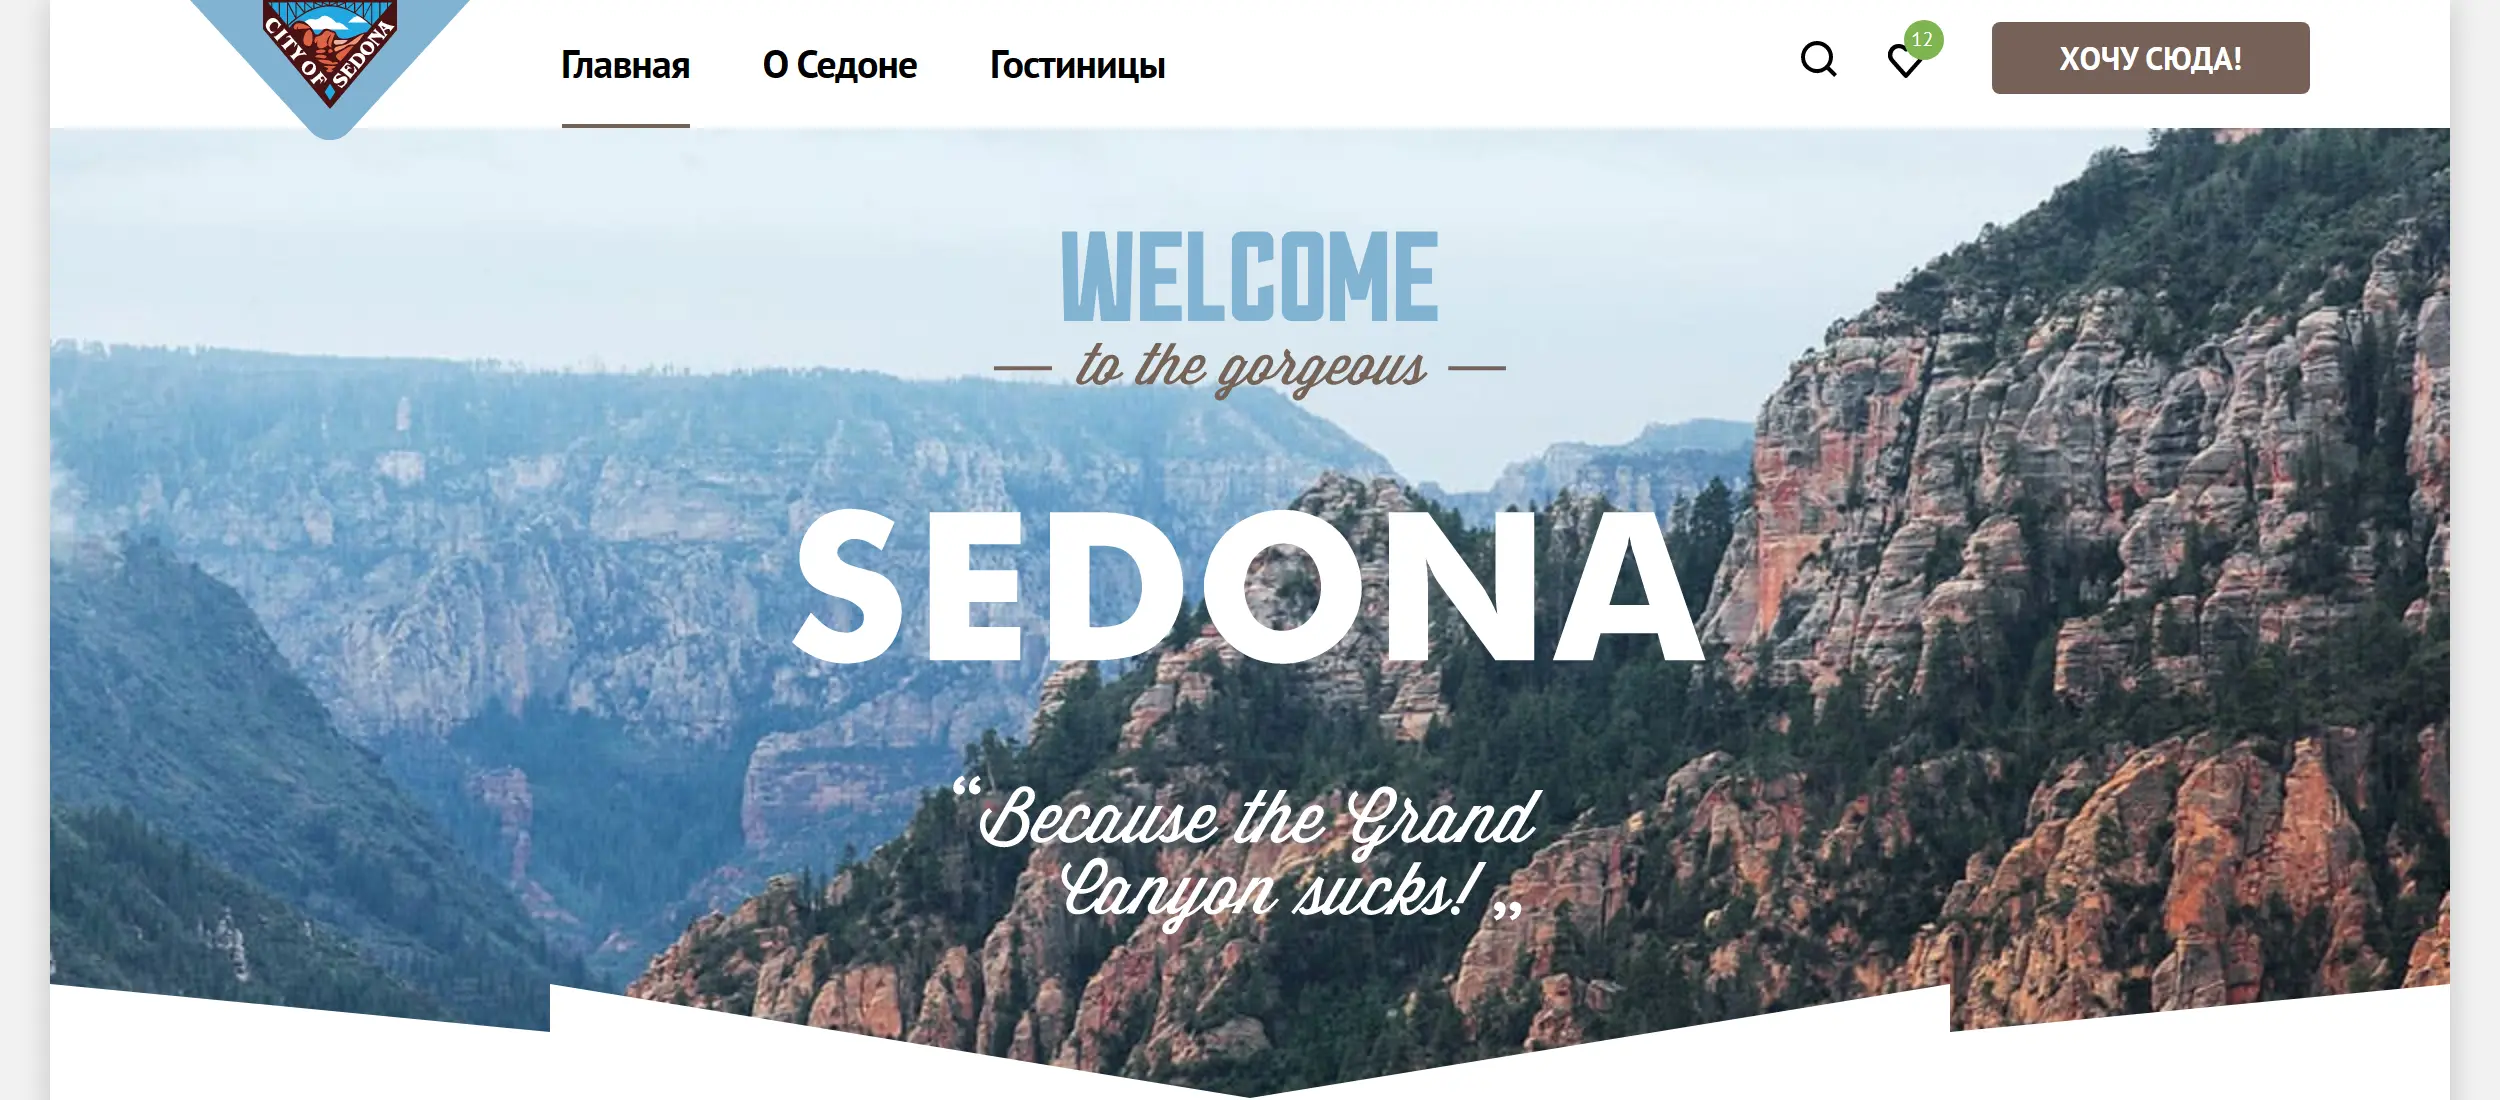 CITY OF SEDONA
Главная О Седоне Гостиницы 12 ХОЧУ СЮДА!
WELCOME
— to the gorgeous —
SEDONA
“Because the Grand
Canyon sucks!”